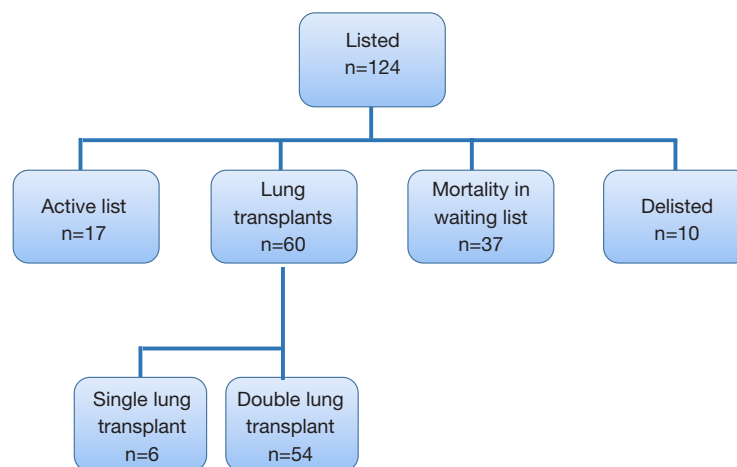 Listed
n=124
Active list
n=17
Lung
transplants
n=60
Mortality in
waiting list
n=37
Delisted
n=10
Single lung
transplant
n=6
Double lung
transplant
n=54